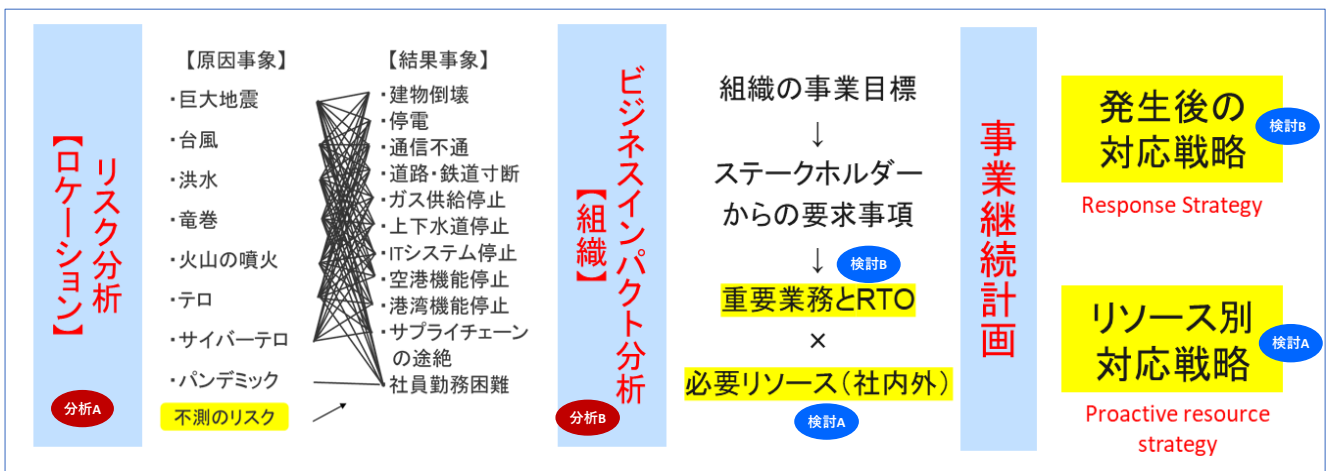 リスク分析
【ロケーション】
分析A
【原因事象】
・巨大地震
・台風
・洪水
・竜巻
・火山の噴火
・テロ
・サイバーテロ
・パンデミック
不測のリスク
【結果事象】
・建物倒壊
・停電
・通信不通
・道路・鉄道寸断
・ガス供給停止
・上下水道停止
・ITシステム停止
・空港機能停止
・港湾機能停止
・サプライチェーン
の途絶
・社員勤務困難
ビジネスインパクト分析
【組織】
分析B
組織の事業目標
↓
ステークホルダー
からの要求事項
↓
検討B
重要業務とRTO
×
必要リソース（社内外）
検討A
事業継続計画
発生後の
対応戦略
検討B
Response Strategy
リソース別
対応戦略
検討A
Proactive resource
strategy